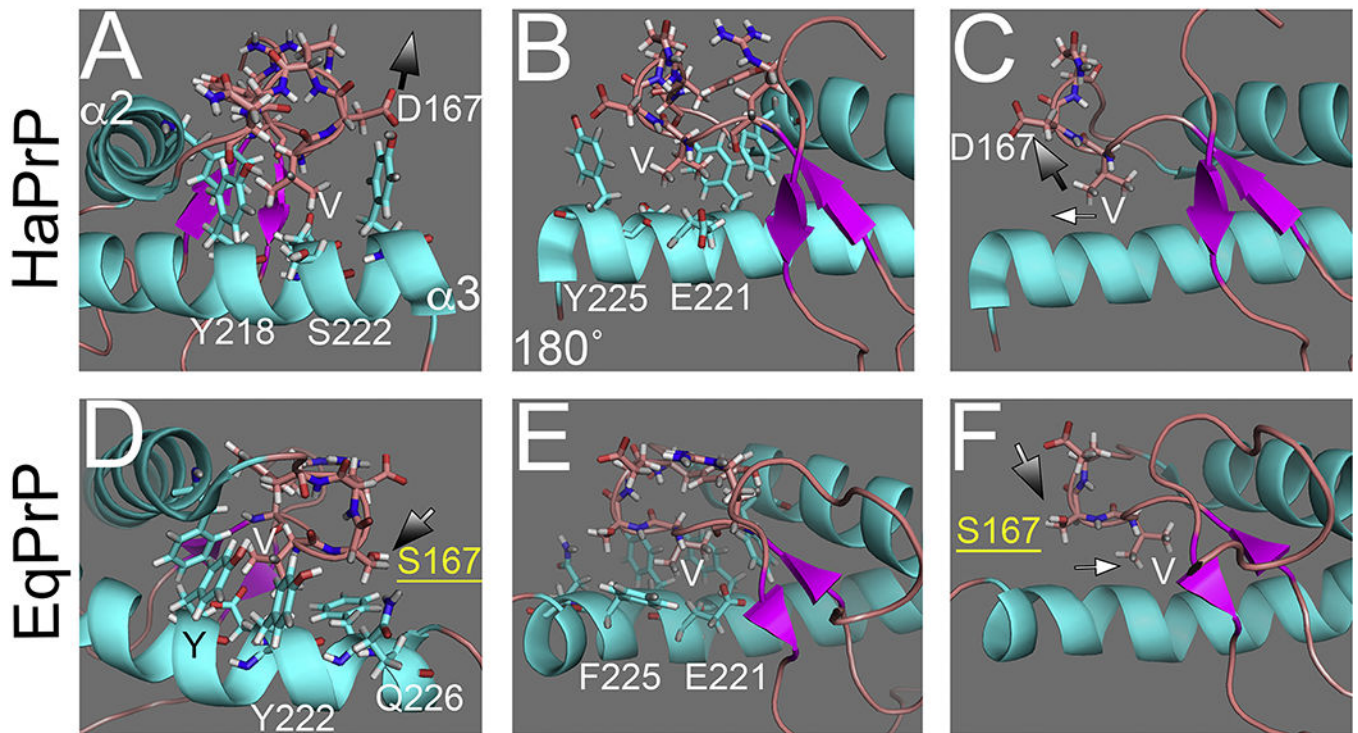 HaPrP
A
α2
D167
V
α3
Y218 S222
B
V
Y225 E221
180°
C
D167
V
EqPrP
D
V
S167
Y
Q226
Y222
E
V
F225 E221
F
S167
V